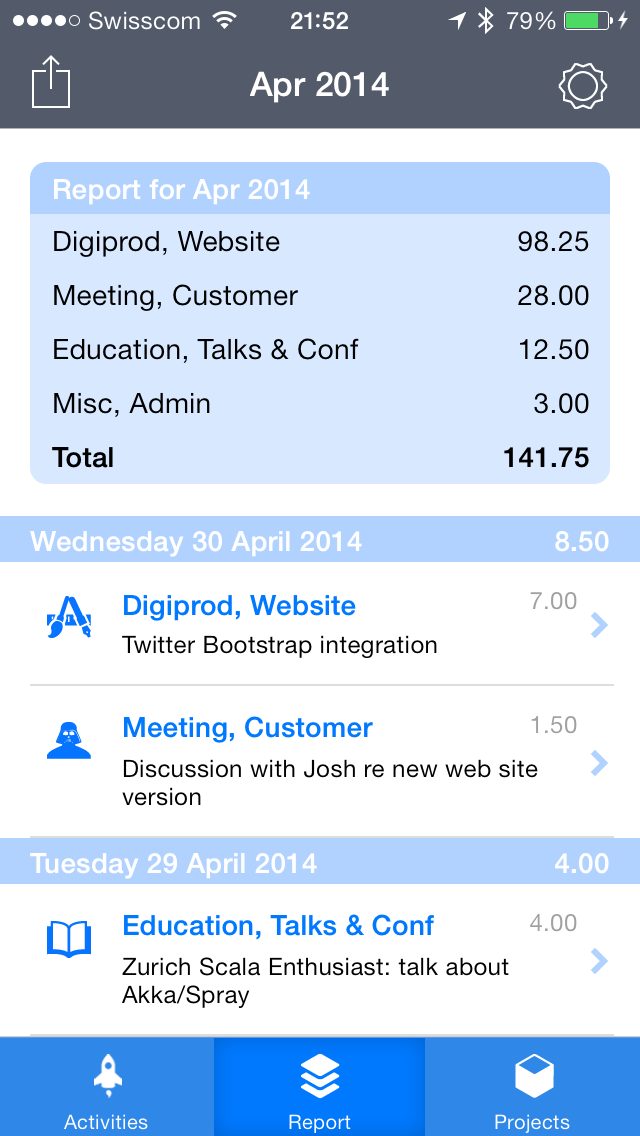 Swisscom 21:52 79%
Apr 2014
Report for Apr 2014
Digiprod, Website 98.25
Meeting, Customer 28.00
Education, Talks & Conf 12.50
Misc, Admin 3.00
Total 141.75
Wednesday 30 April 2014 8.50
Digiprod, Website 7.00
Twitter Bootstrap integration
Meeting, Customer 1.50
Discussion with Josh re new web site
version
Tuesday 29 April 2014 4.00
Education, Talks & Conf 4.00
Zurich Scala Enthusiast: talk about
Akka/Spray
Activities Report Projects